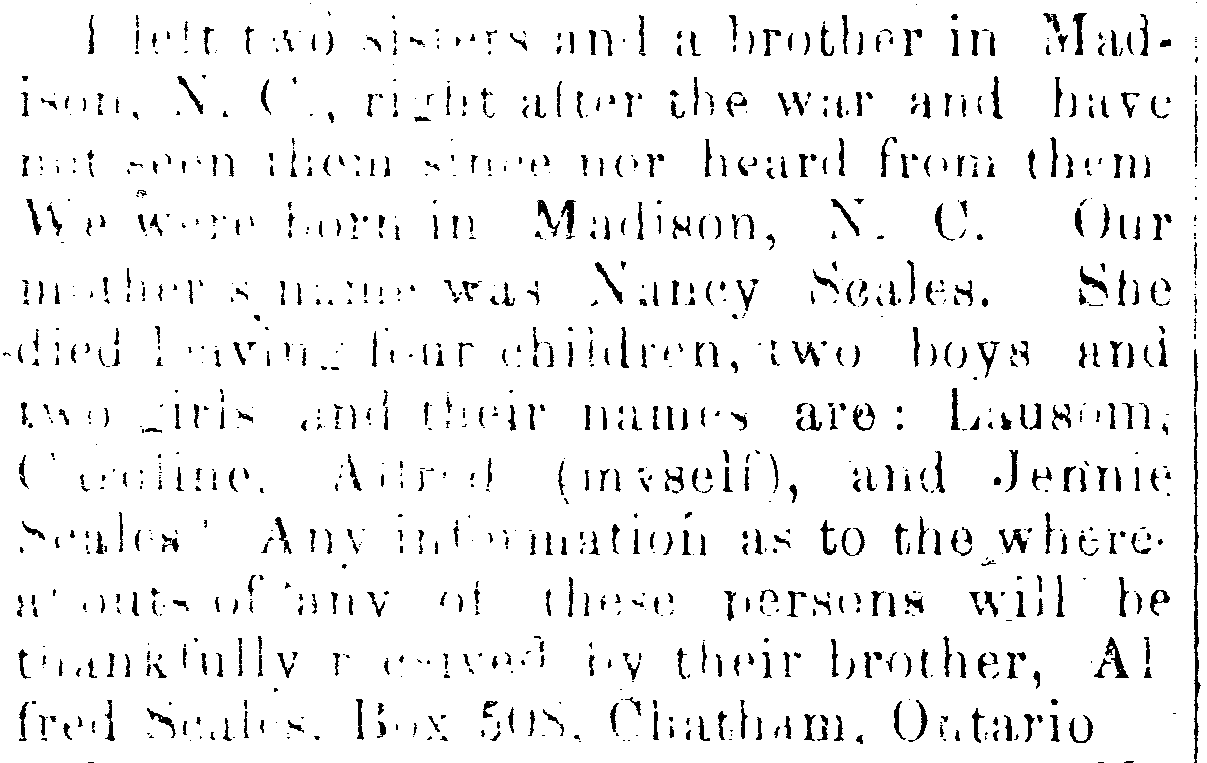 I left two sisters and a brother in Mad-
ison, N. C., right after the war and have
not seen them since nor heard from them
We were born in Madison, N. C. Our
mother's name was Nancy Scales. She
died leaving four children, two boys and
two girls and their names are: Lausom,
Caroline, Alfred (myself), and Jennie
Scales. Any information as to the where-
abouts of any of these persons will be
thankfully received by their brother, Al
fred Scales, Box 508, Chatham, Ontario